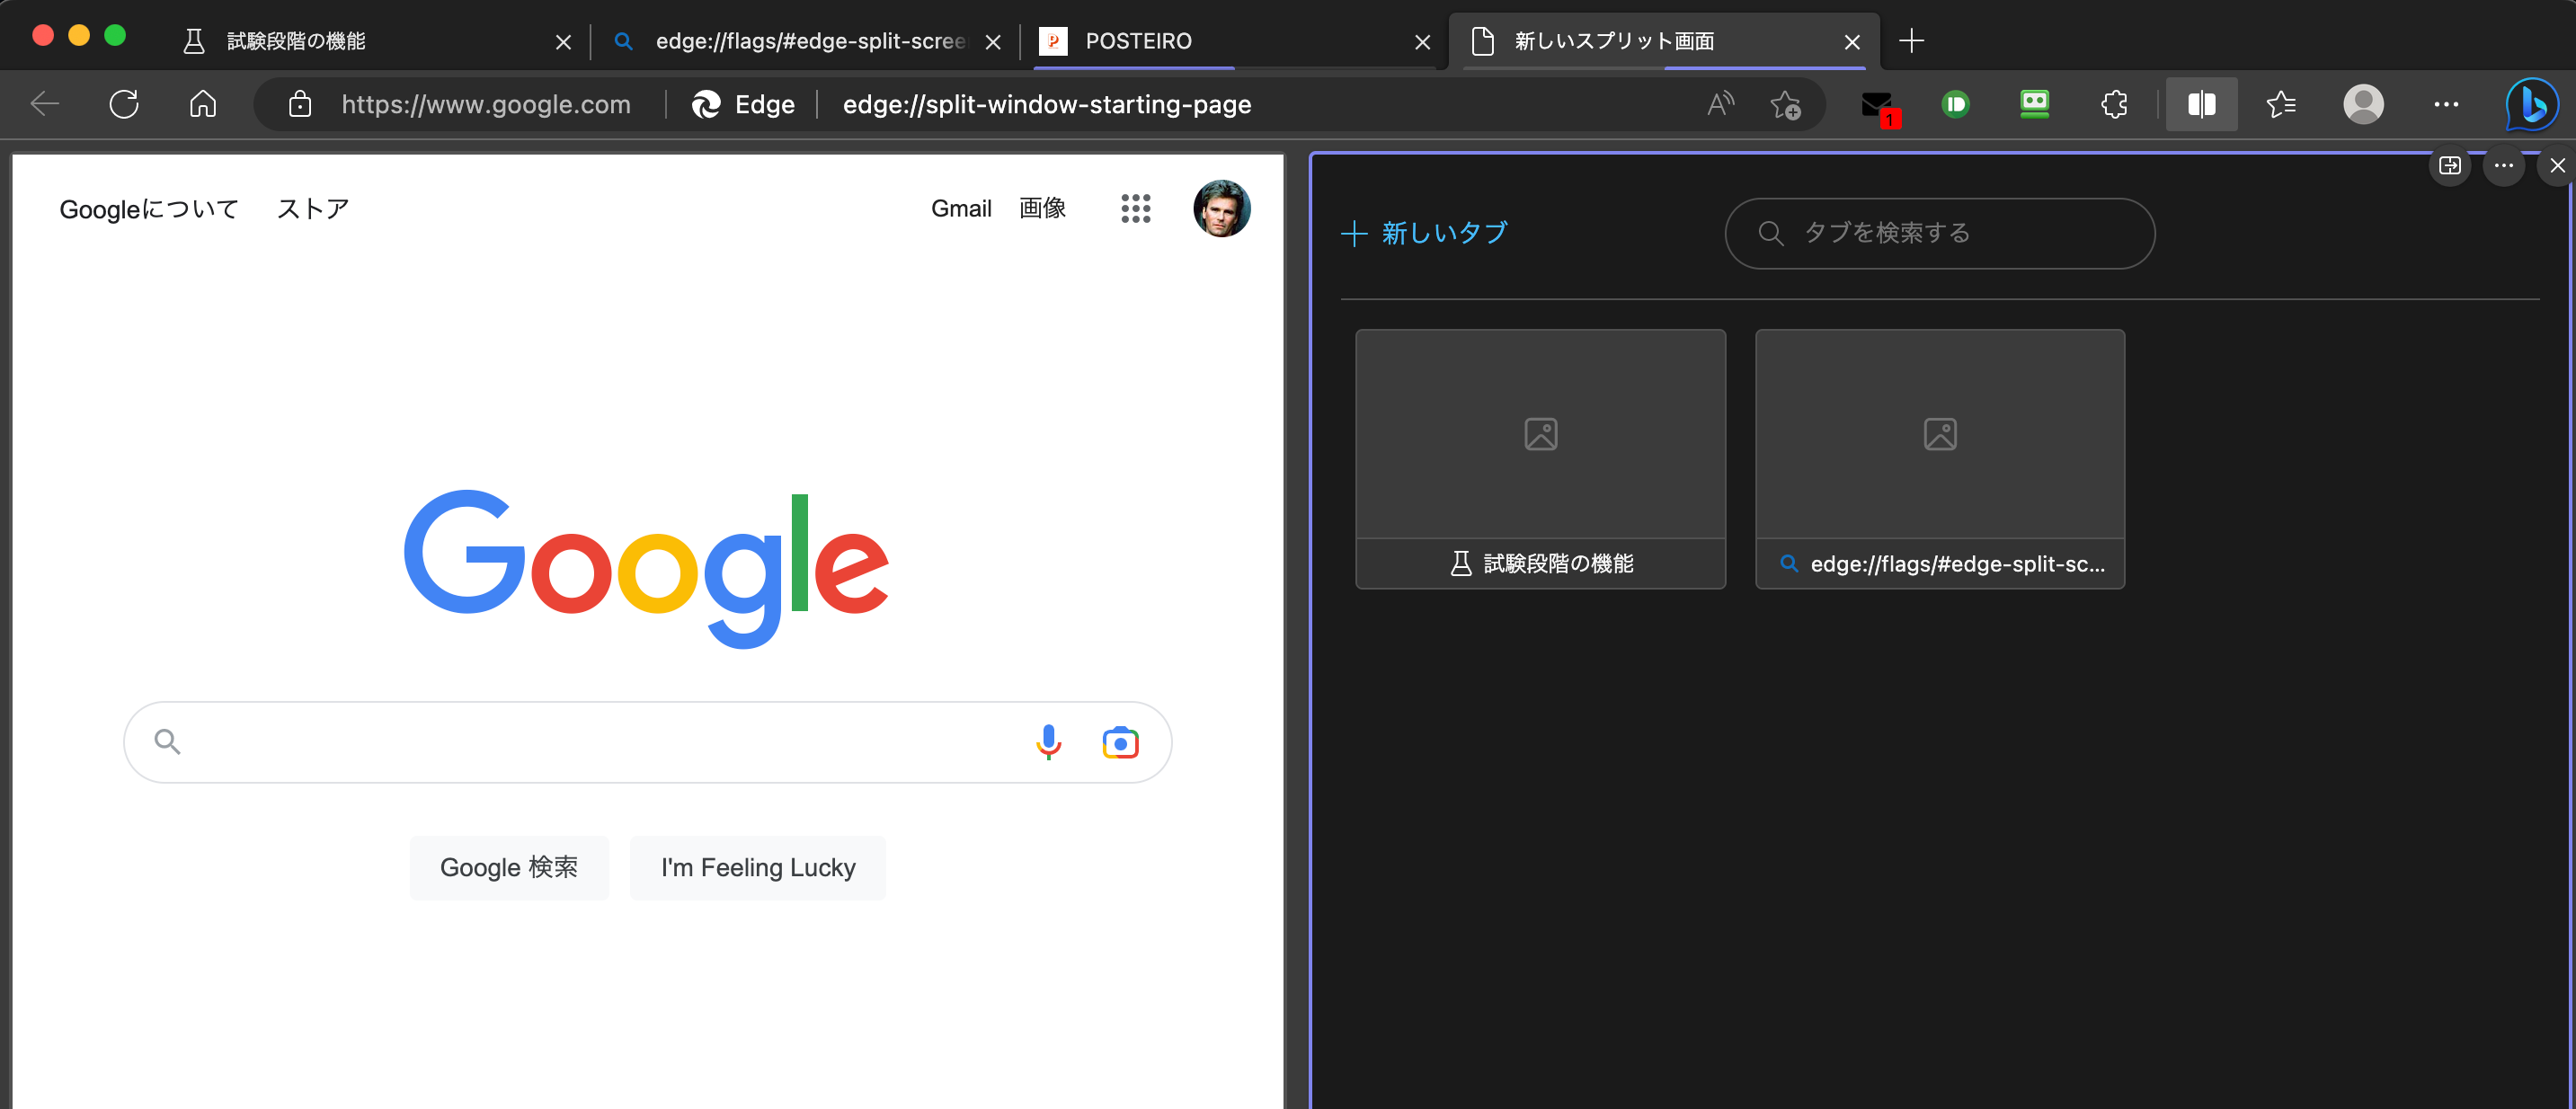 試験段階の機能
edge://flags/#edge-split-scree
POSTEIRO
新しいスプリット画面
https://www.google.com
Edge
edge://split-window-starting-page
1
Googleについて ストア
Gmail 画像
Google
Google 検索
I'm Feeling Lucky
新しいタブ
タブを検索する
試験段階の機能
edge://flags/#edge-split-sc...